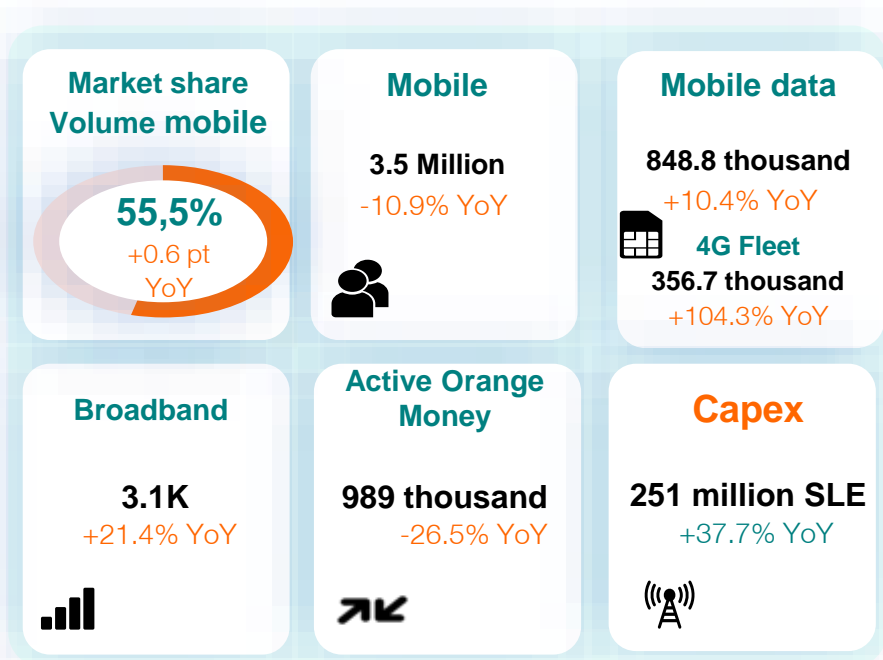 Market share
Volume mobile
55,5%
+0.6 pt
YoY
Mobile
3.5 Million
-10.9% YoY
Mobile data
848.8 thousand
+10.4% YoY
4G Fleet
356.7 thousand
+104.3% YoY
Broadband
3.1K
+21.4% YoY
Active Orange
Money
989 thousand
-26.5% YoY
Capex
251 million SLE
+37.7% YoY